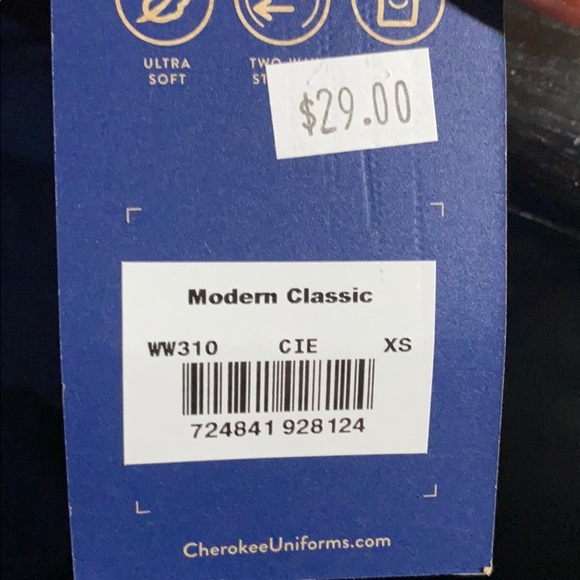 ULTRA
SOFT
$29.00
Modern Classic
WW310 CIE XS
724841 928124
CherokeeUniforms.com